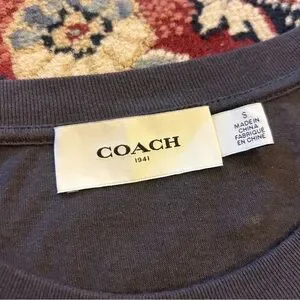 COACH
1941
S
MADE IN
CHINA
FABRIQUÉ
EN CHINE